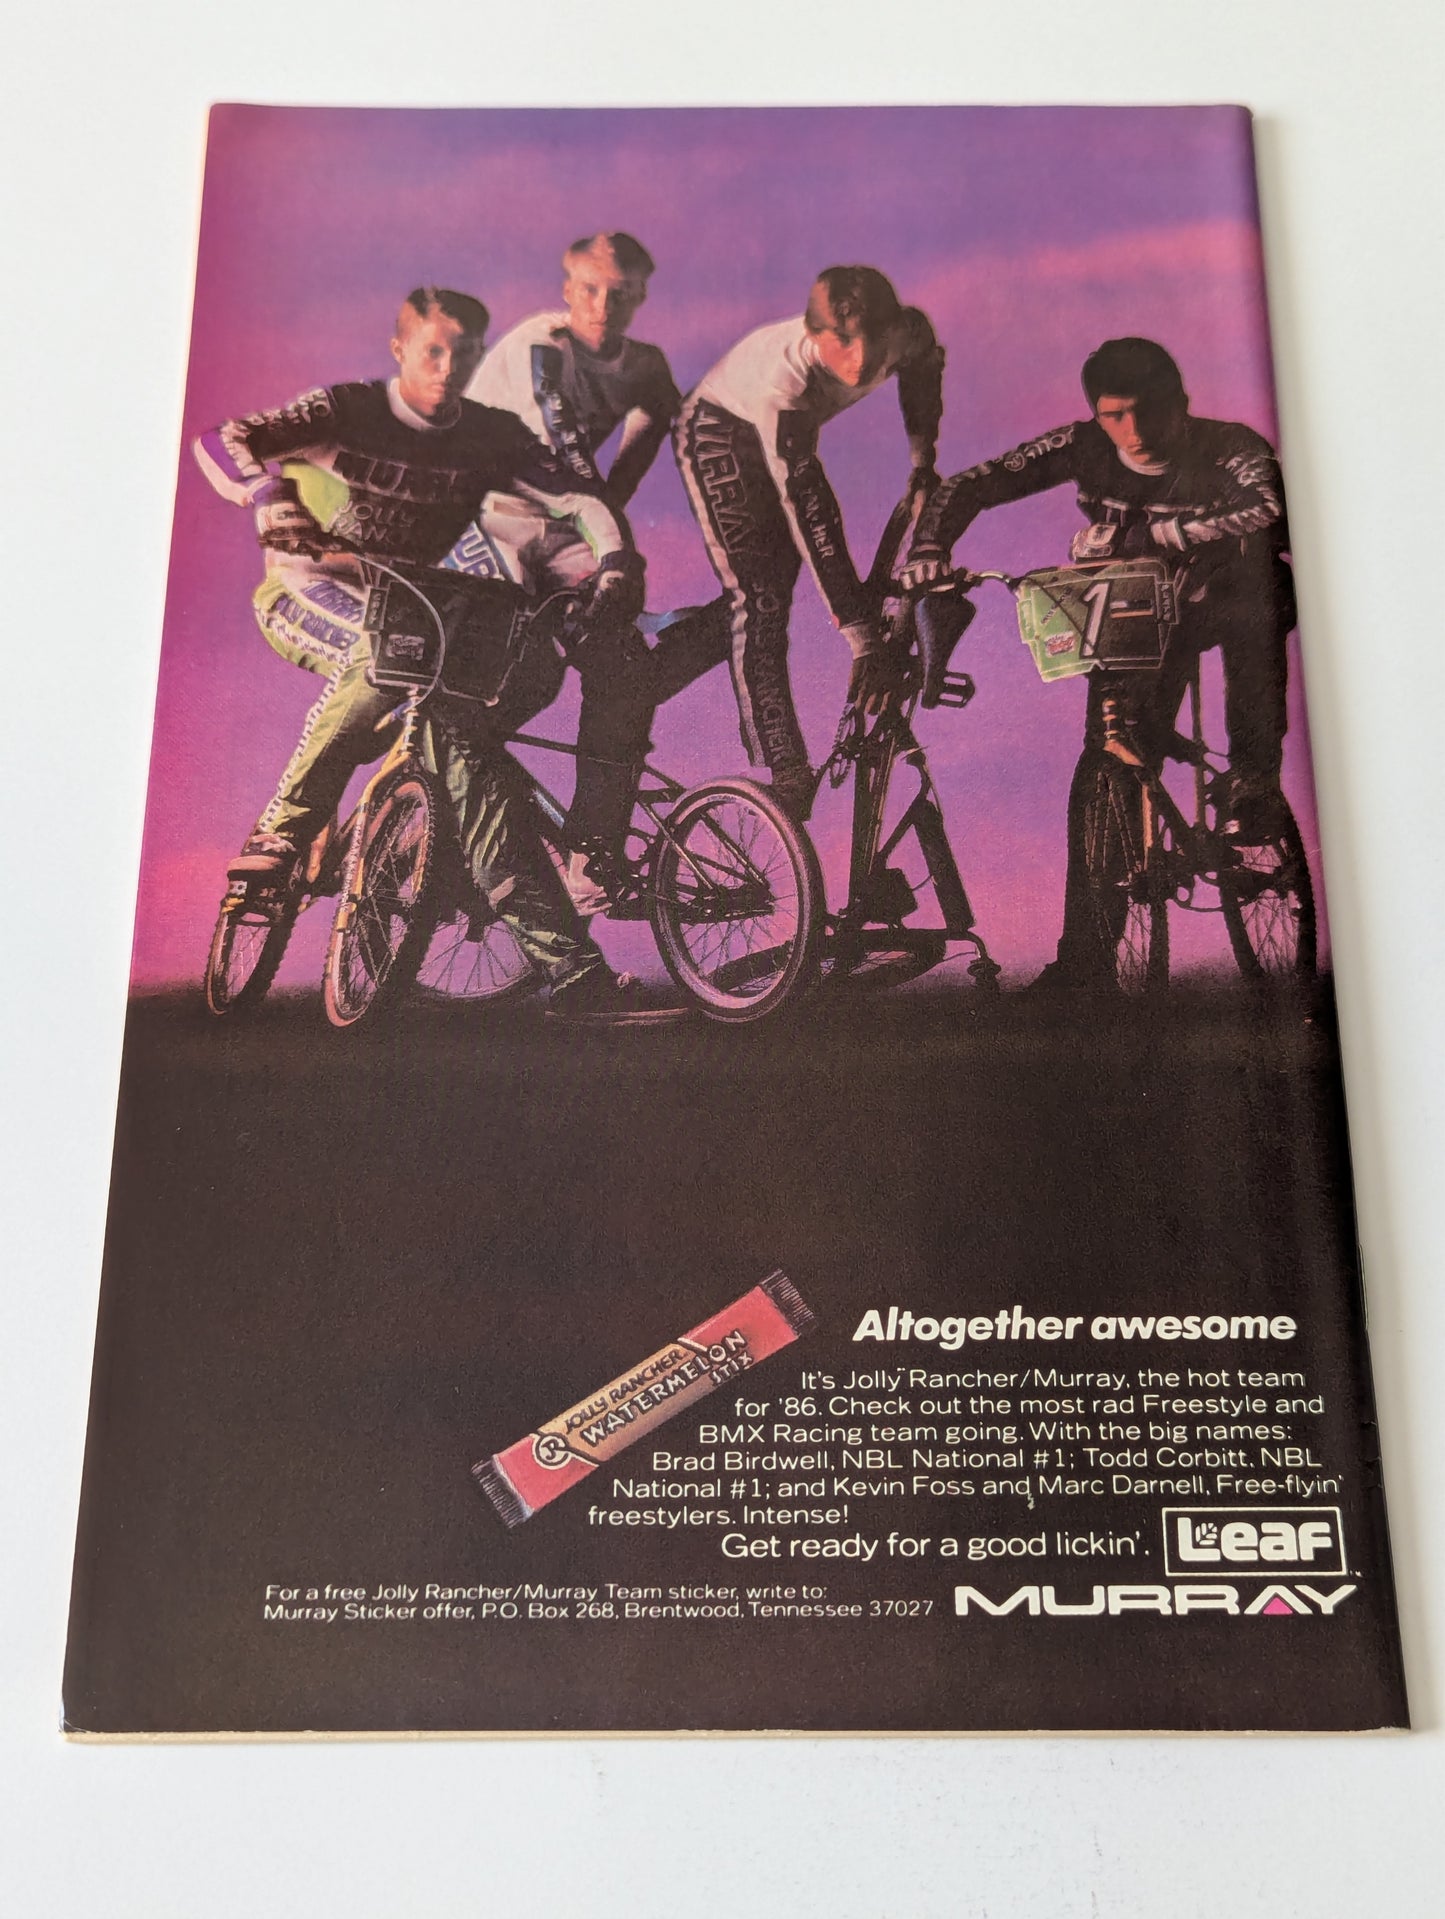 MURRAY
JOLLY RANCHER
RANCHER
1
PLAYA
JOLLY RANCHER
WATERMELON
STIX
JR
Altogether awesome
It's Jolly Rancher/Murray, the hot team
for '86. Check out the most rad Freestyle and
BMX Racing team going. With the big names:
Brad Birdwell, NBL National #1; Todd Corbitt, NBL
National #1; and Kevin Foss and Marc Darnell, Free-flyin'
freestylers. Intense!
Get ready for a good lickin'.
Leaf
For a free Jolly Rancher/Murray Team sticker, write to:
Murray Sticker offer, P.O. Box 268, Brentwood, Tennessee 37027
MURRAY